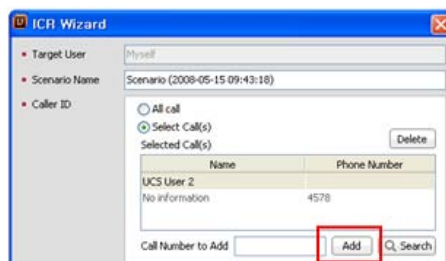 ICR Wizard
Target User Myself
Scenario Name Scenario (2008-05-15 09:43:18)
Caller ID All call
Select Call(s)
Selected Call(s) Delete
Name Phone Number
UCS User 2
No information 4578
Call Number to Add Add Search